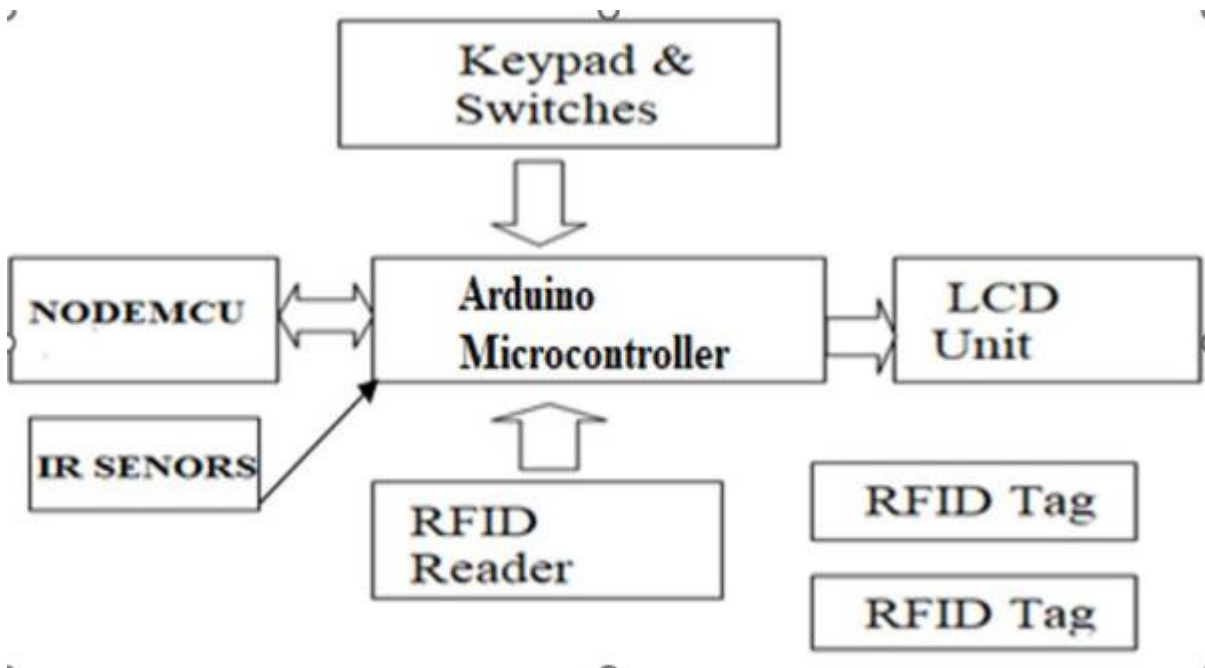 Keypad &
Switches
NODEMCU
Arduino
Microcontroller
LCD
Unit
IR SENORS
RFID
Reader
RFID Tag
RFID Tag